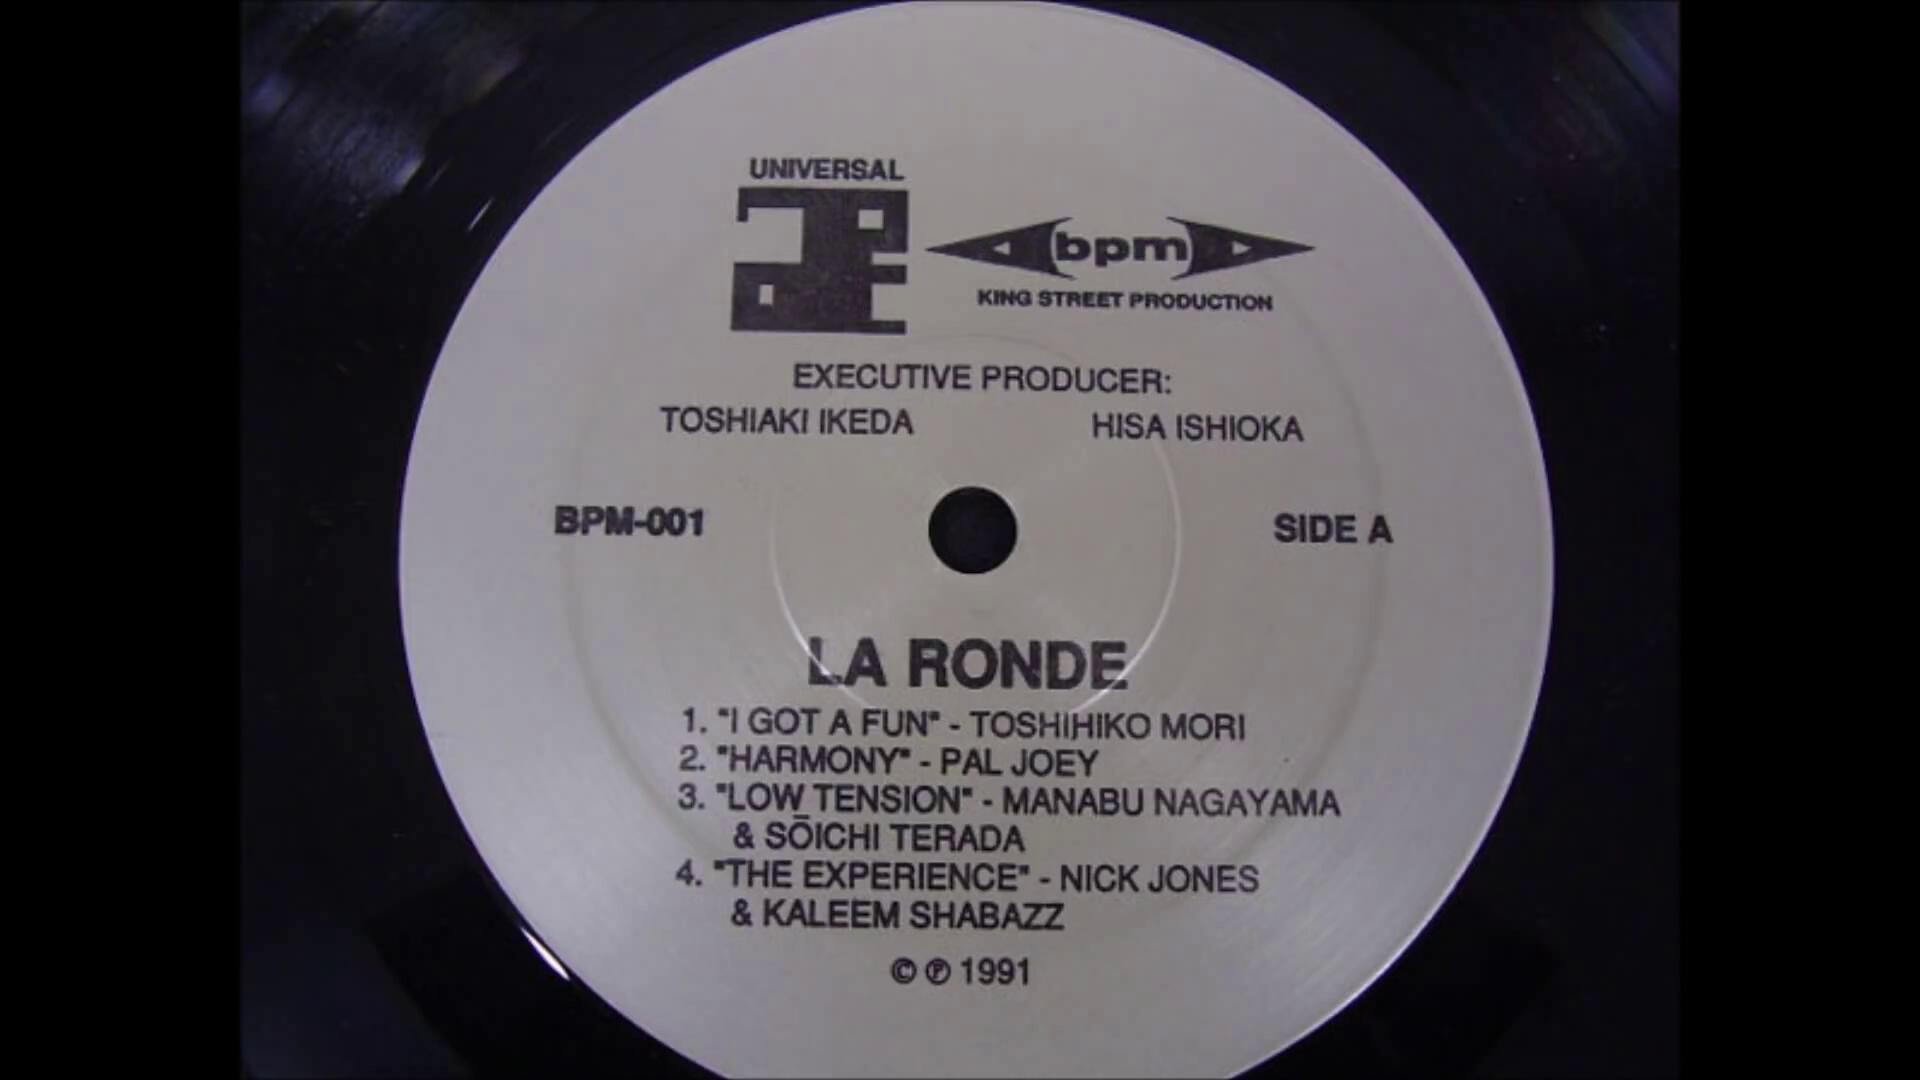 UNIVERSAL
bpm
KING STREET PRODUCTION
EXECUTIVE PRODUCER:
TOSHIAKI IKEDA HISA ISHIOKA
BPM-001 SIDE A
LA RONDE
1. "I GOT A FUN" - TOSHIHIKO MORI
2. "HARMONY" - PAL JOEY
3. "LOW TENSION" - MANABU NAGAYAMA
& SŌICHI TERADA
4. "THE EXPERIENCE" - NICK JONES
& KALEEM SHABAZZ
© ℗ 1991